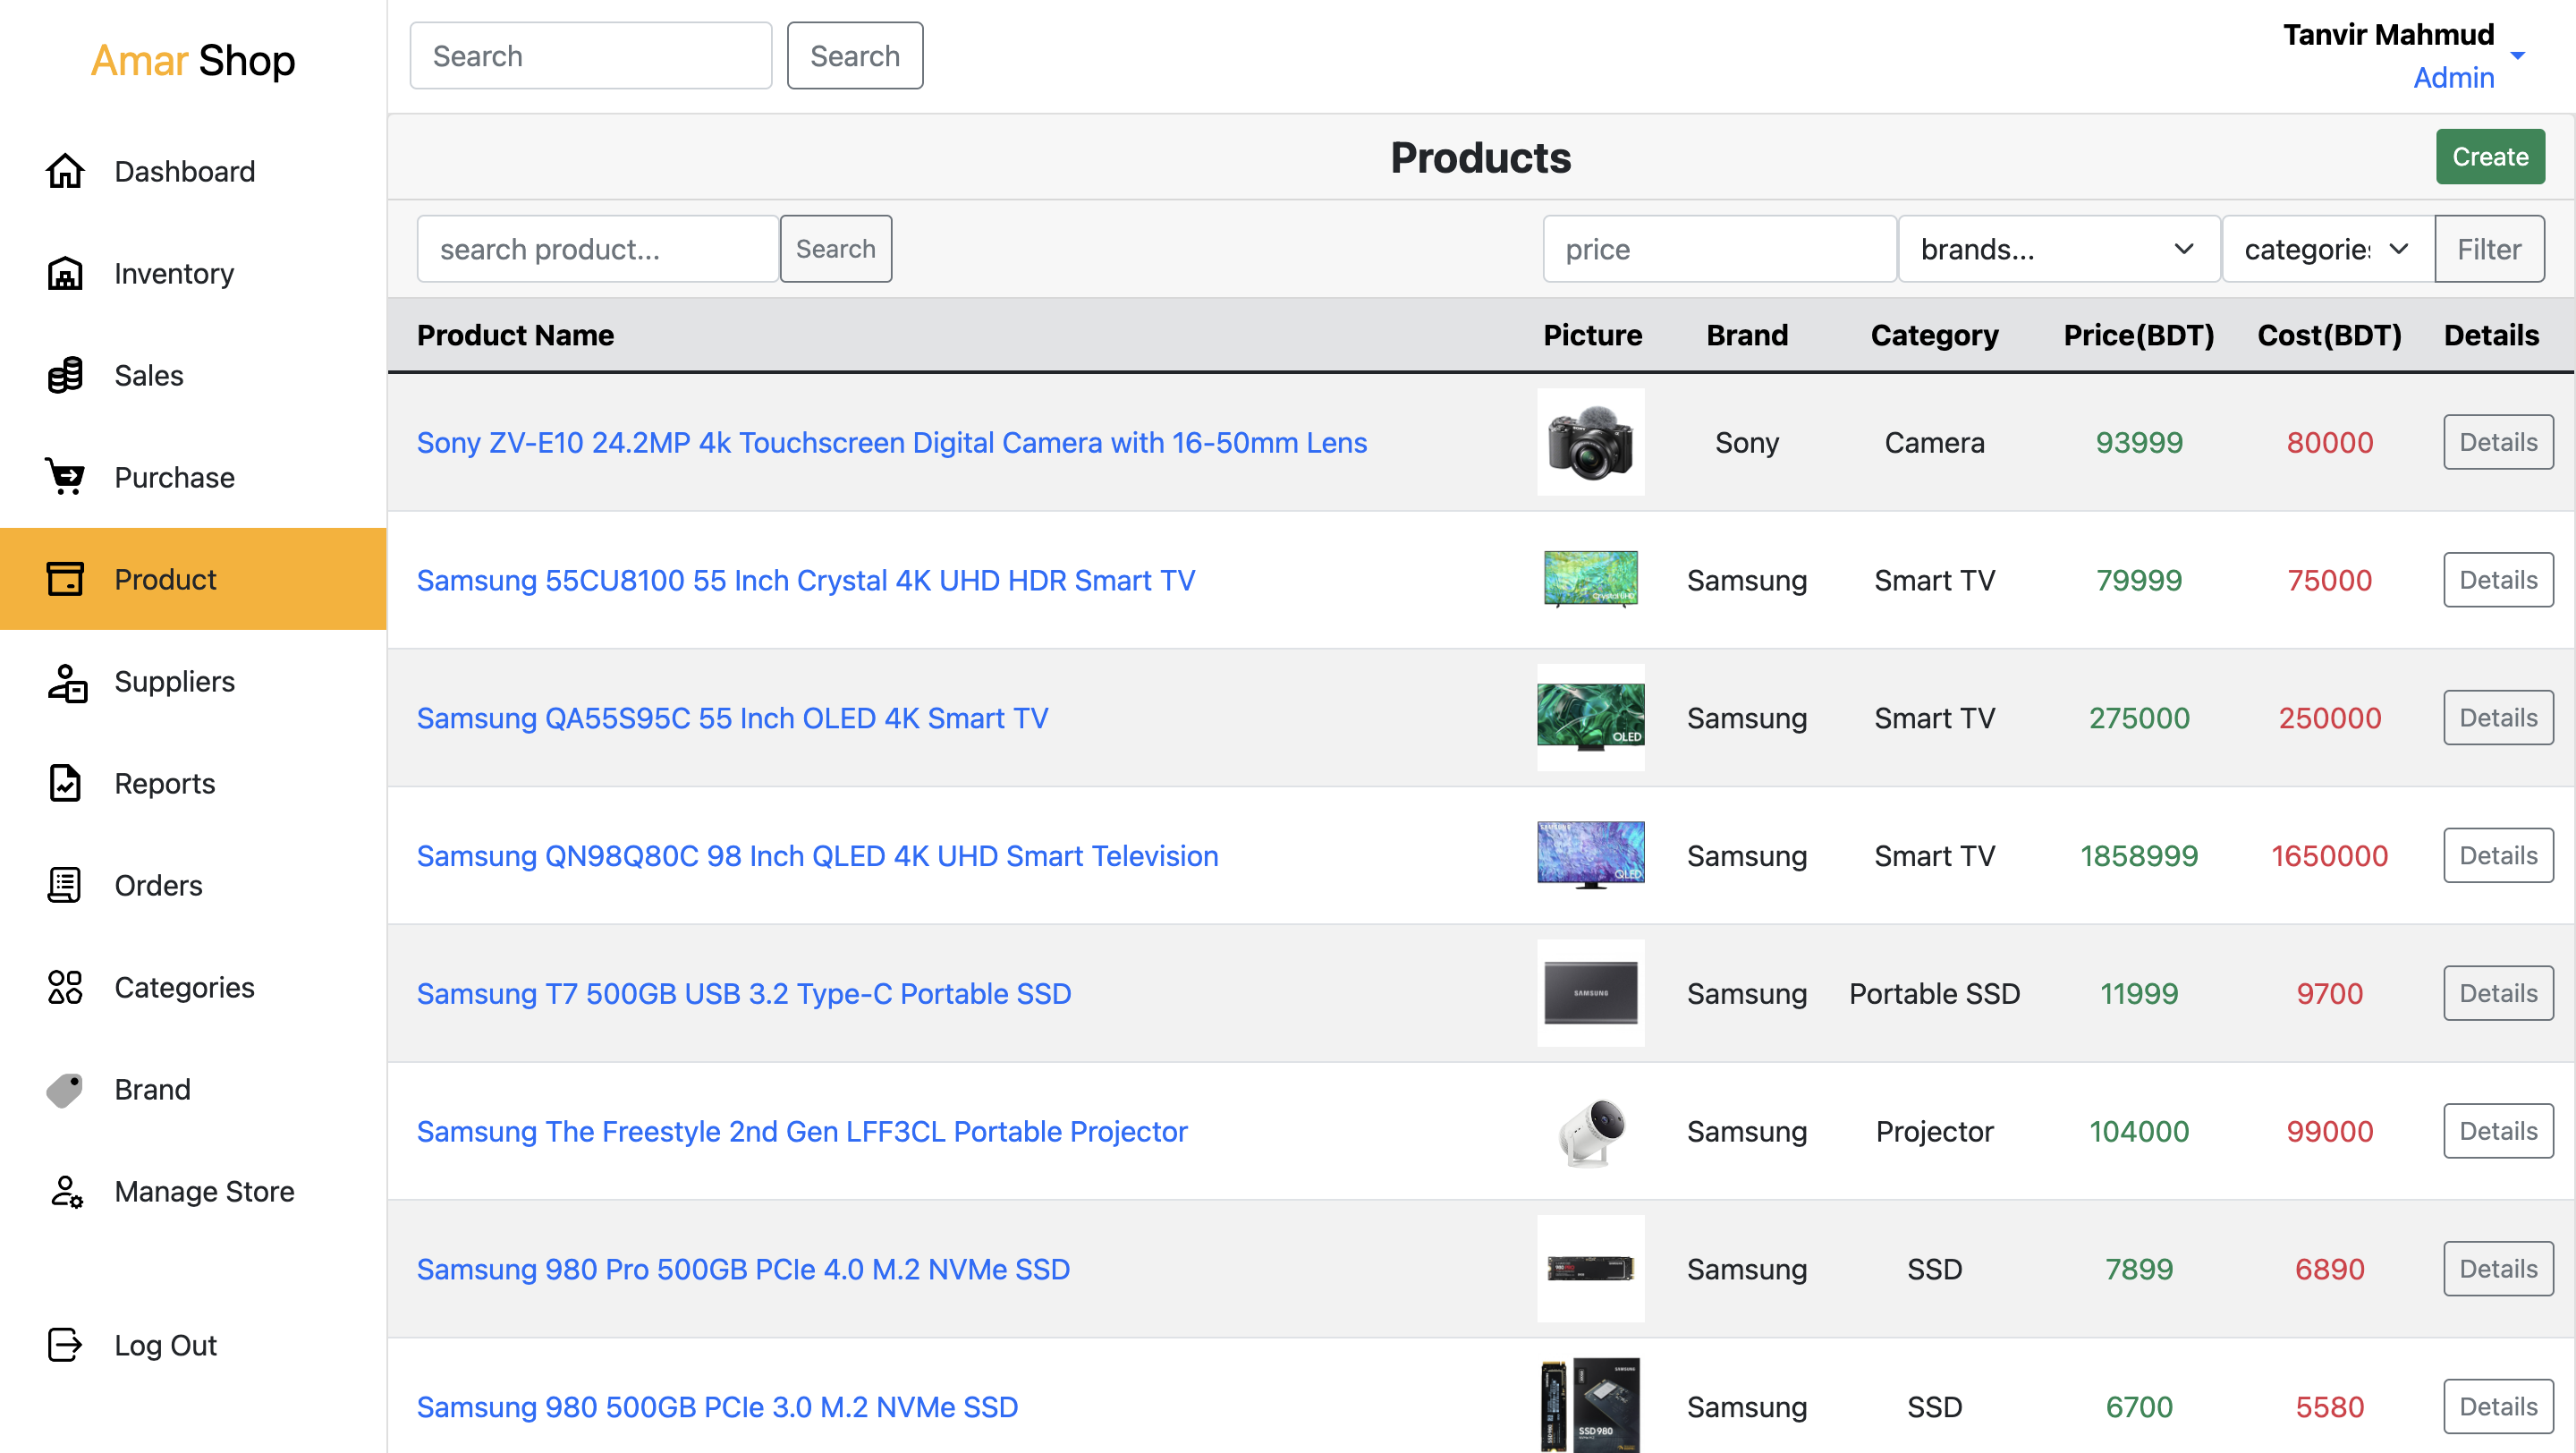 Amar Shop
Search
Search
Tanvir Mahmud
Admin
Dashboard
Inventory
Sales
Purchase
Product
Suppliers
Reports
Orders
Categories
Brand
Manage Store
Log Out
Products
Create
search product...
Search
price
brands...
categories
Filter
Product Name Picture Brand Category Price(BDT) Cost(BDT) Details
Sony ZV-E10 24.2MP 4k Touchscreen Digital Camera with 16-50mm Lens Sony Camera 93999 80000 Details
Samsung 55CU8100 55 Inch Crystal 4K UHD HDR Smart TV Samsung Smart TV 79999 75000 Details
Samsung QA55S95C 55 Inch OLED 4K Smart TV OLED Samsung Smart TV 275000 250000 Details
Samsung QN98Q80C 98 Inch QLED 4K UHD Smart Television QLED Samsung Smart TV 1858999 1650000 Details
Samsung T7 500GB USB 3.2 Type-C Portable SSD SAMSUNG Samsung Portable SSD 11999 9700 Details
Samsung The Freestyle 2nd Gen LFF3CL Portable Projector Samsung Projector 104000 99000 Details
Samsung 980 Pro 500GB PCIe 4.0 M.2 NVMe SSD Samsung SSD 7899 6890 Details
Samsung 980 500GB PCIe 3.0 M.2 NVMe SSD SSD 980 Samsung SSD 6700 5580 Details